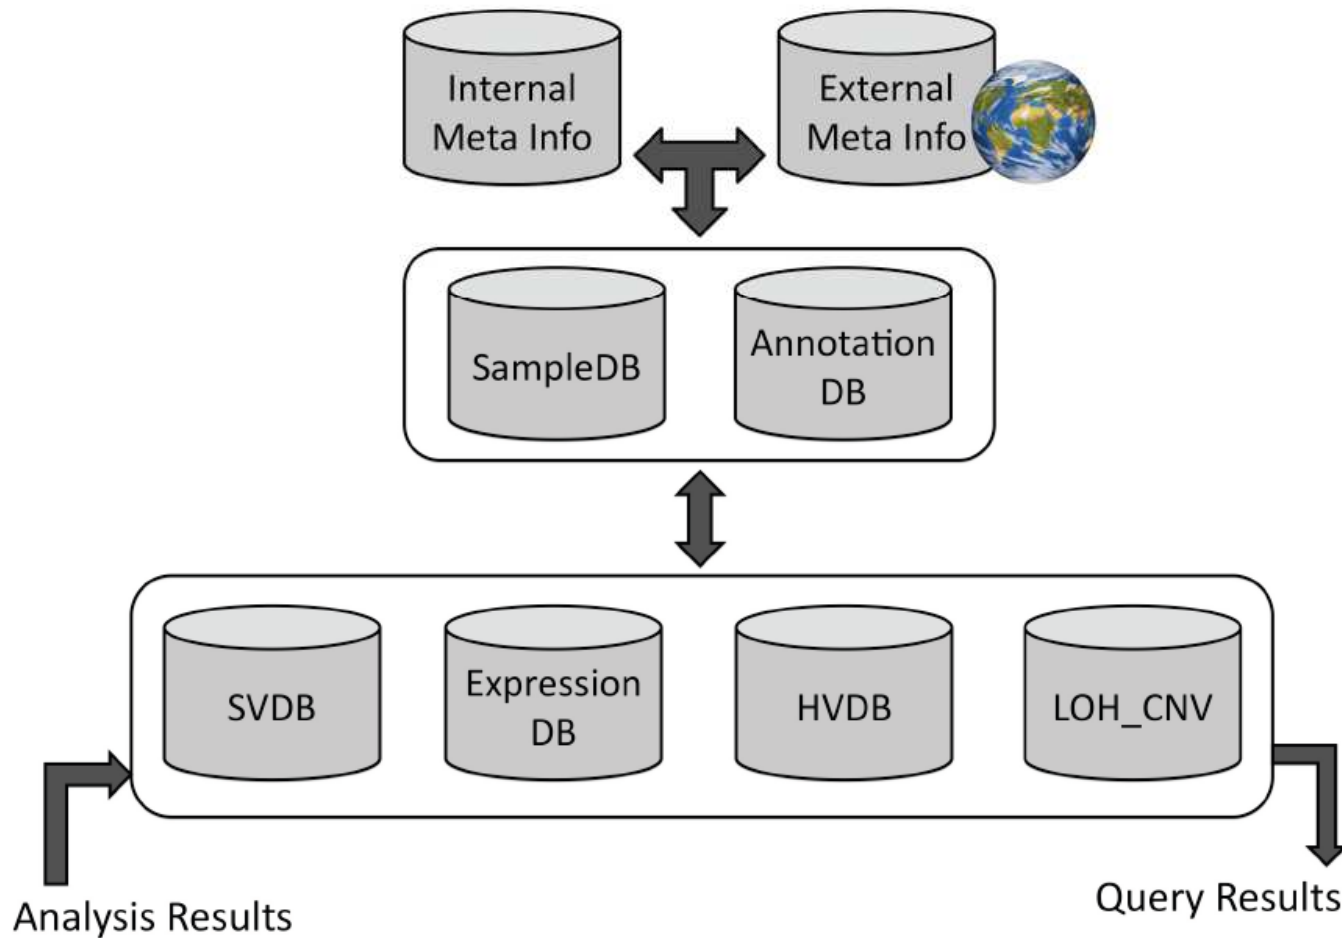 Internal
Meta Info
External
Meta Info
SampleDB
Annotation
DB
SVDB
Expression
DB
HVDB
LOH_CNV
Analysis Results
Query Results